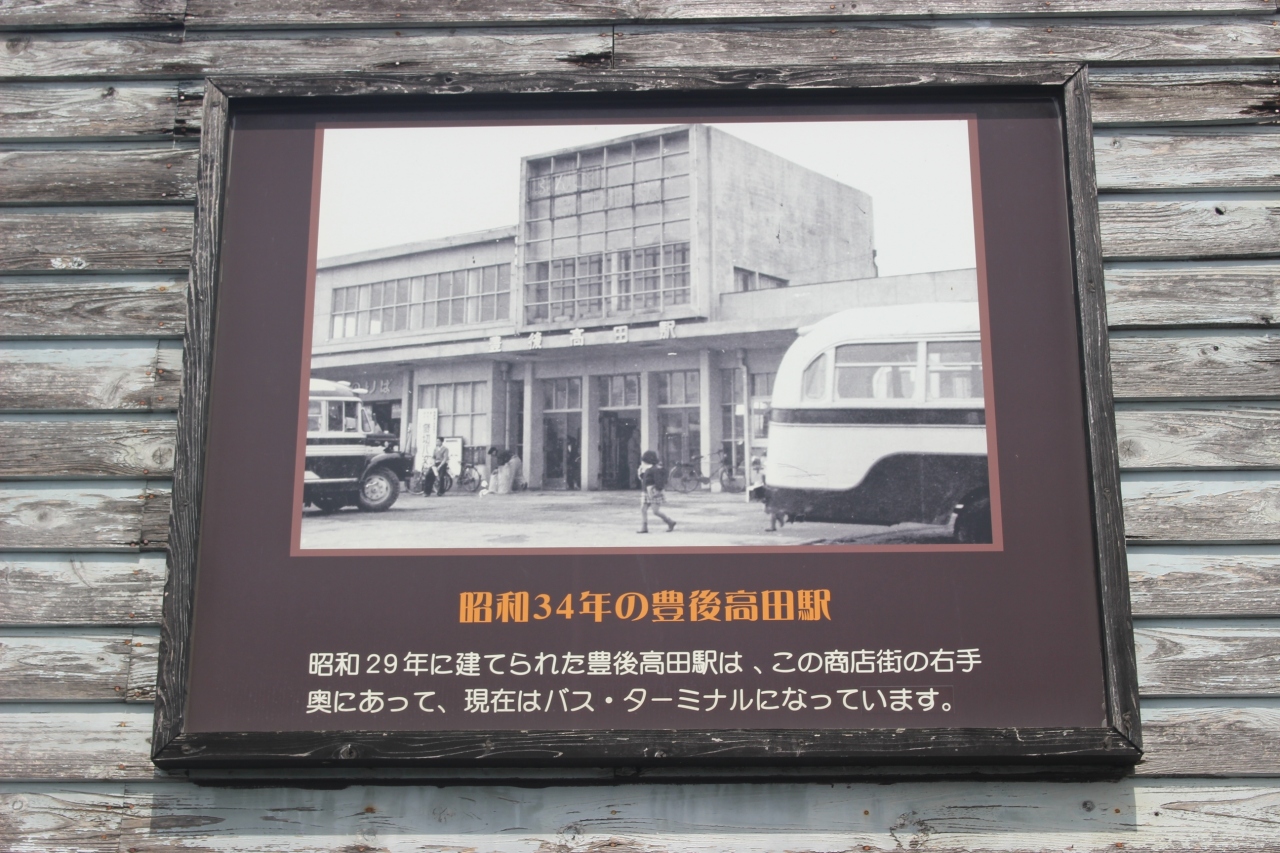 豊後高田駅
昭和34年の豊後高田駅
昭和29年に建てられた豊後高田駅は、この商店街の右手
奥にあって、現在はバス・ターミナルになっています。